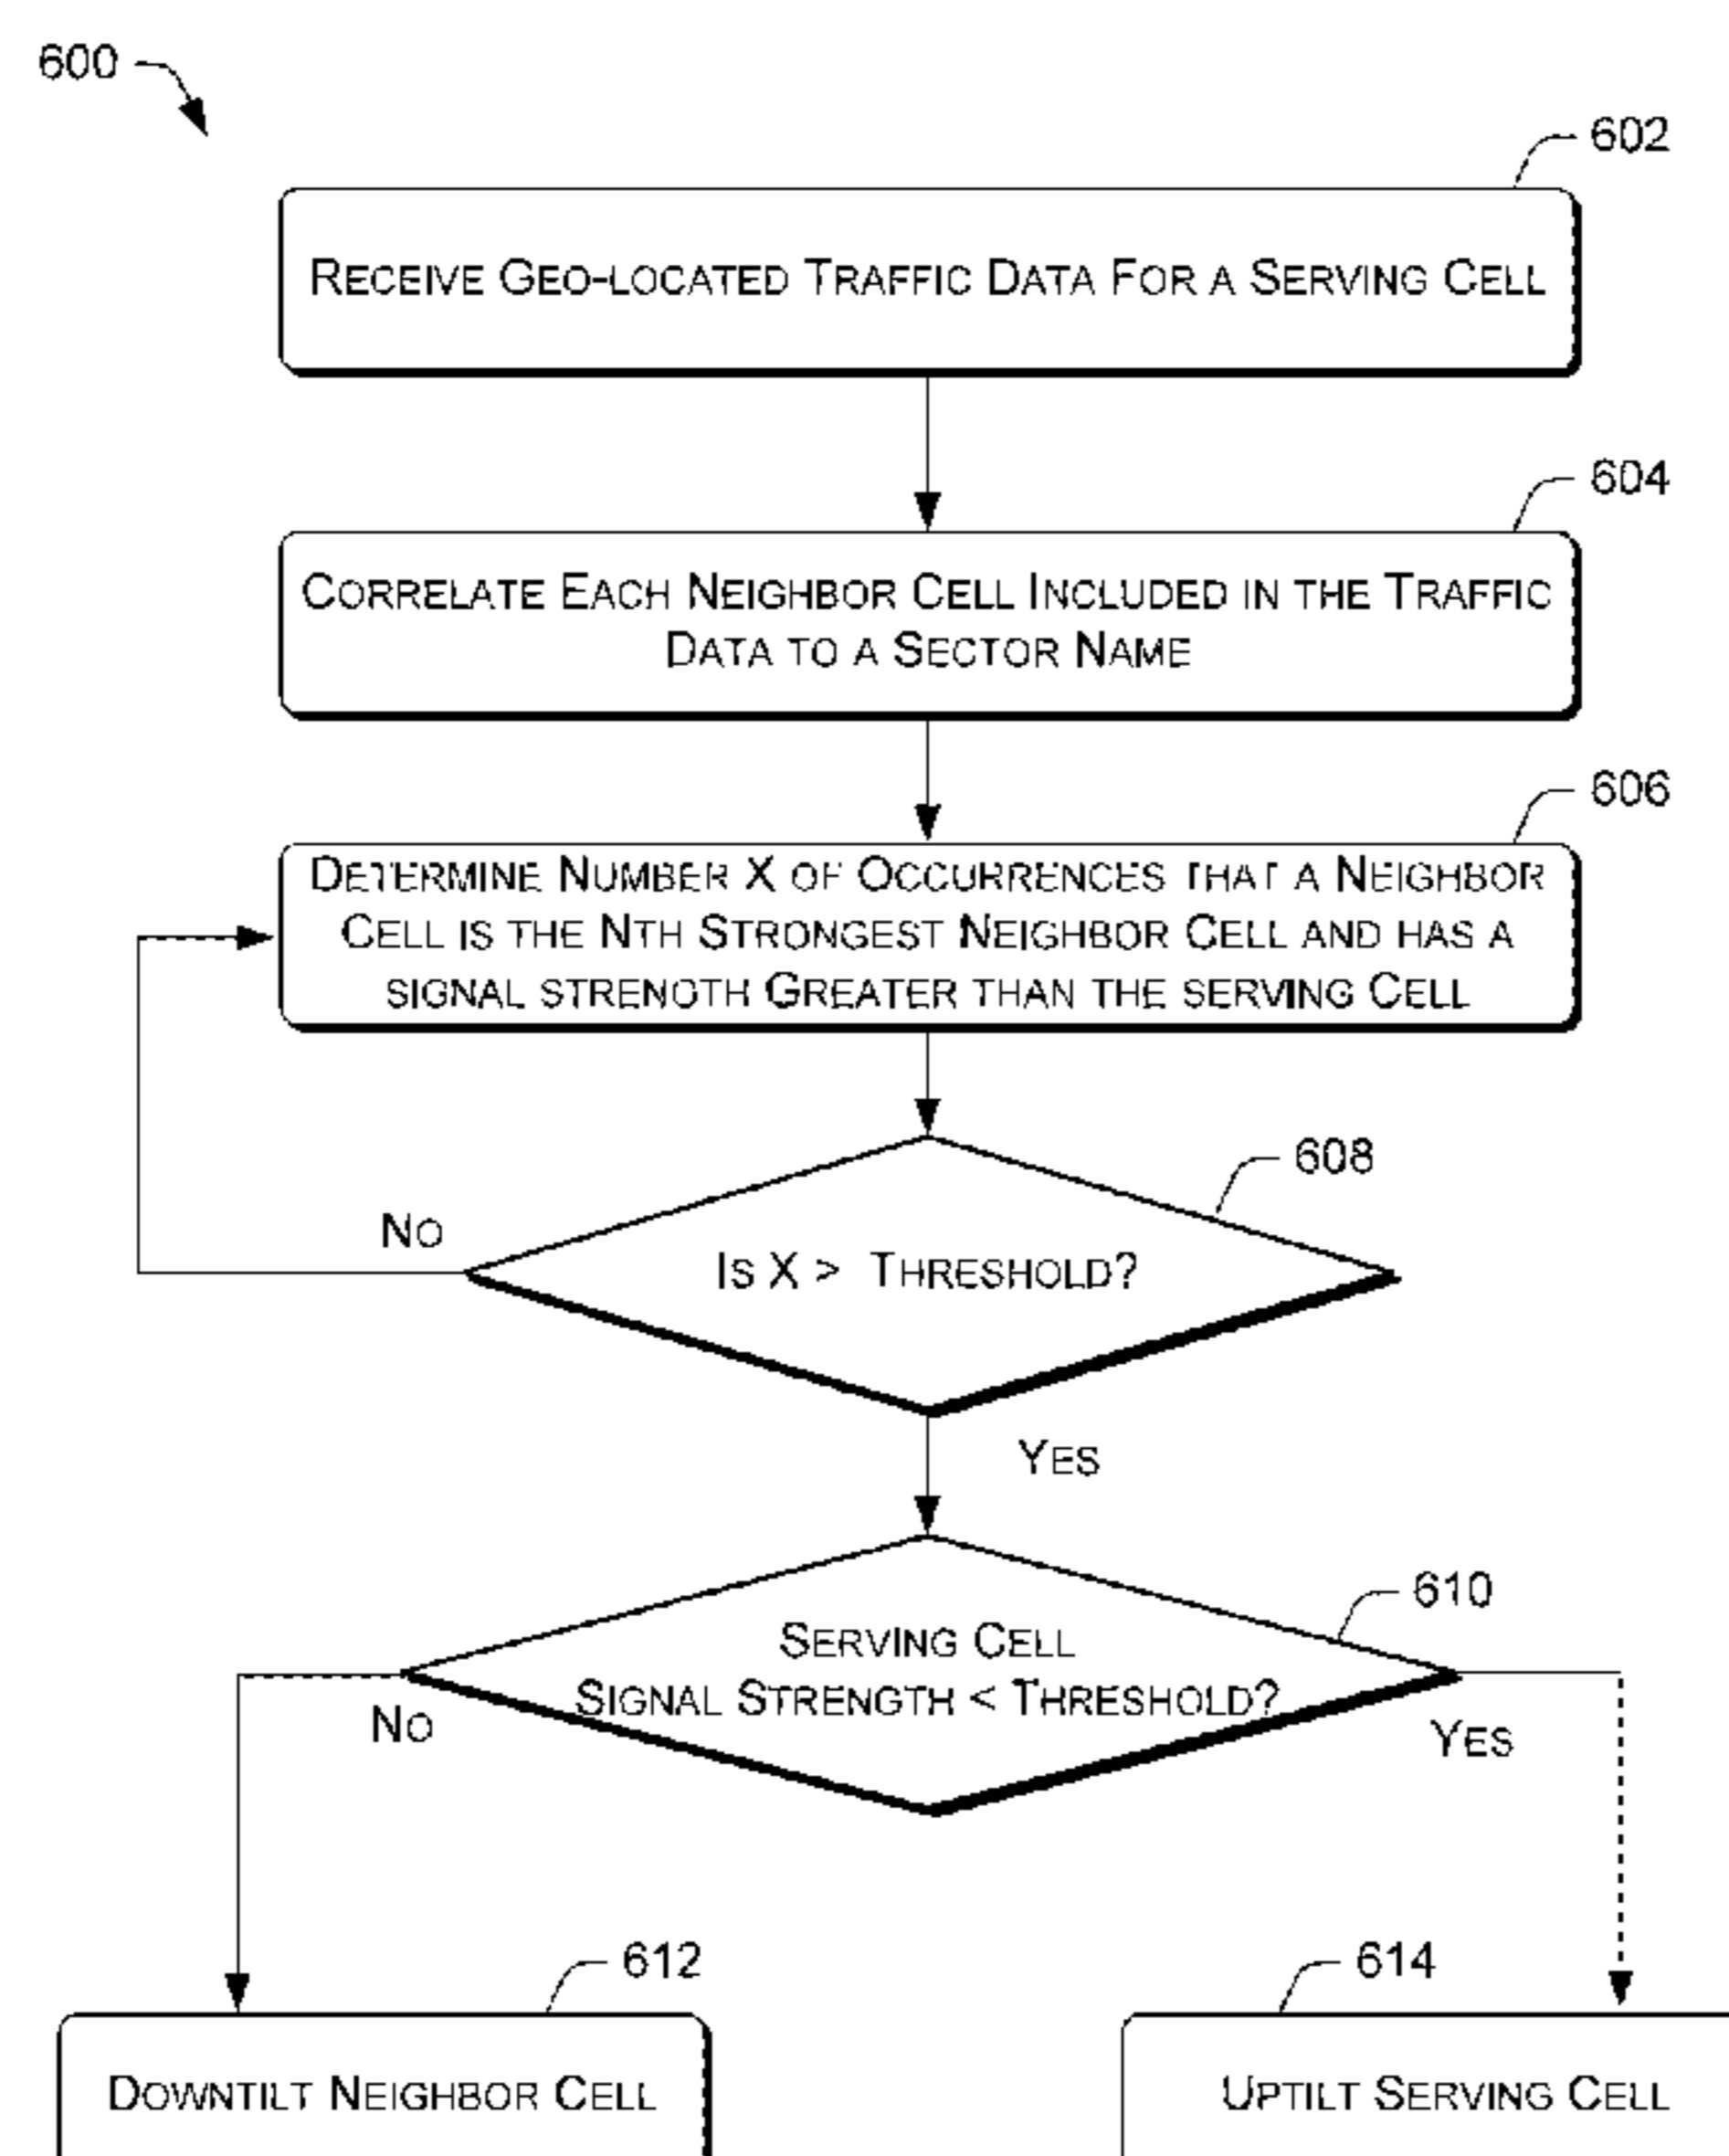 600
602
RECEIVE GEO-LOCATED TRAFFIC DATA FOR A SERVING CELL
604
CORRELATE EACH NEIGHBOR CELL INCLUDED IN THE TRAFFIC
DATA TO A SECTOR NAME
606
DETERMINE NUMBER X OF OCCURRENCES THAT A NEIGHBOR
CELL IS THE NTH STRONGEST NEIGHBOR CELL AND HAS A
SIGNAL STRENGTH GREATER THAN THE SERVING CELL
608
NO
IS X > THRESHOLD?
YES
610
SERVING CELL
SIGNAL STRENGTH < THRESHOLD?
NO
YES
612
614
DOWNTILT NEIGHBOR CELL
UPTILT SERVING CELL